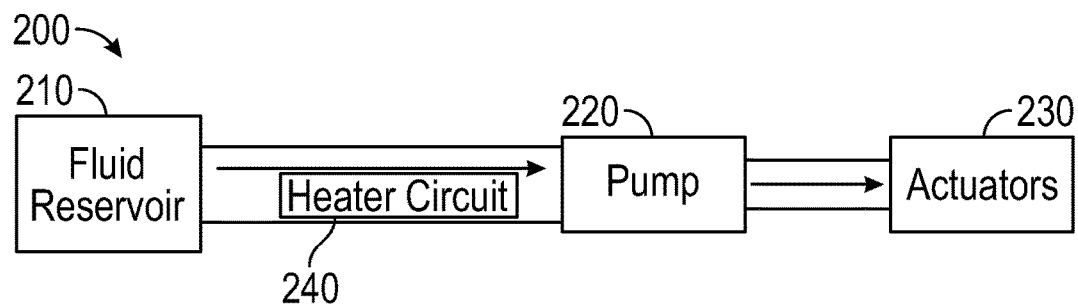 200
210
220
230
Fluid
Reservoir
Heater Circuit
Pump
Actuators
240